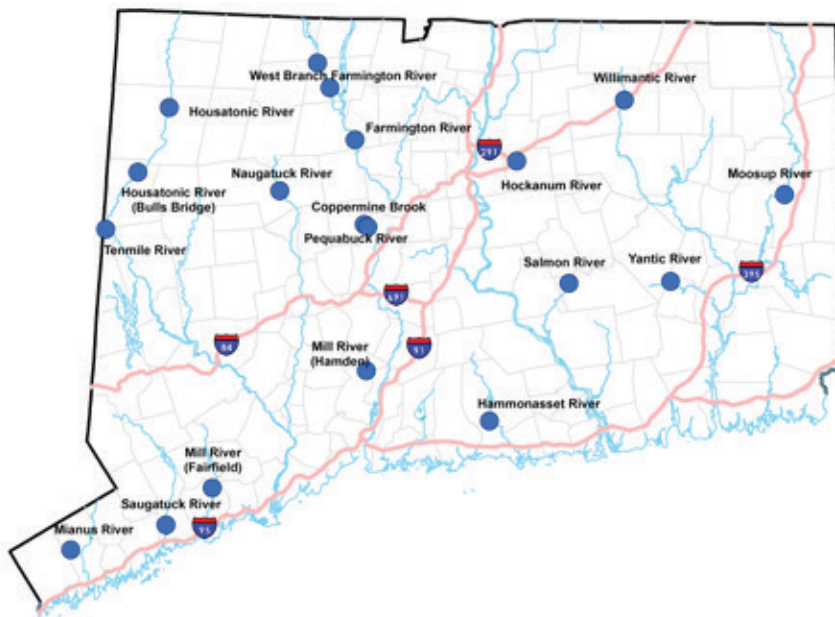 West Branch Farmington River
Willimantic River
Housatonic River
Farmington River
291
Naugatuck River
Hockanum River
Moosup River
Housatonic River
(Bulls Bridge)
Coppermine Brook
Pequabuck River
Tenmile River
Salmon River
Yantic River
395
691
84
Mill River
(Hamden)
91
Hammonasset River
Mill River
(Fairfield)
Saugatuck River
95
Mianus River